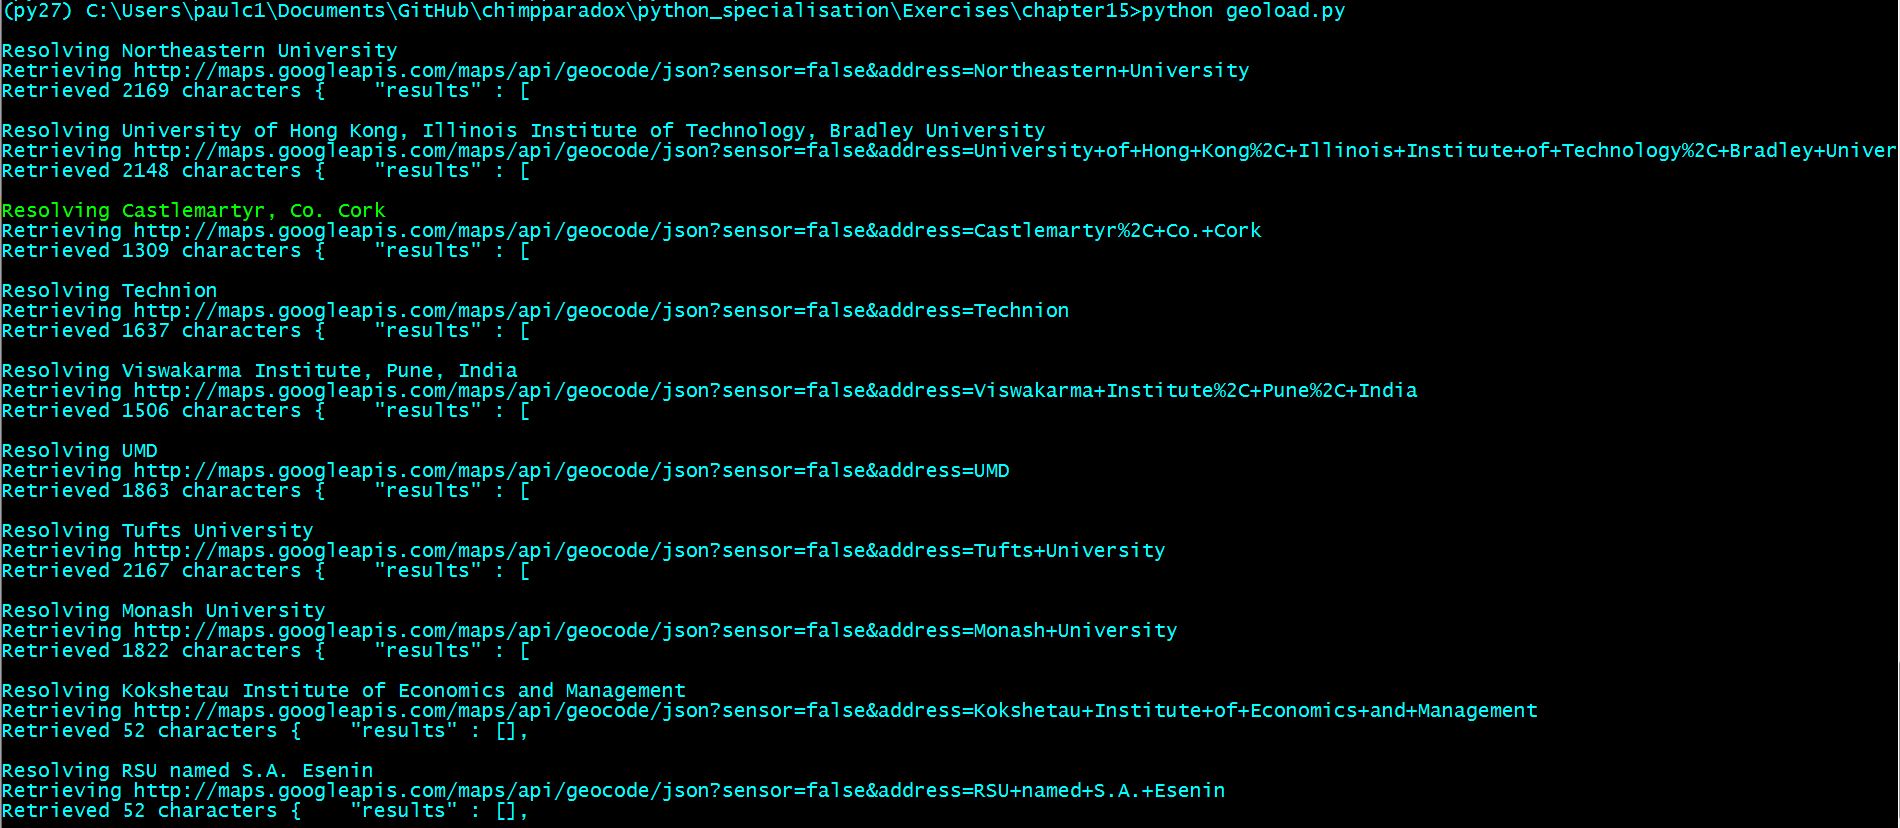 (py27) C:\Users\paulc1\Documents\GitHub\chimpparadox\python_specialisation\Exercises\chapter15>python geoload.py
Resolving Northeastern University
Retrieving http://maps.googleapis.com/maps/api/geocode/json?sensor=false&address=Northeastern+University
Retrieved 2169 characters {    "results" : [
Resolving University of Hong Kong, Illinois Institute of Technology, Bradley University
Retrieving http://maps.googleapis.com/maps/api/geocode/json?sensor=false&address=University+of+Hong+Kong%2C+Illinois+Institute+of+Technology%2C+Bradley+Univer
Retrieved 2148 characters {    "results" : [
Resolving Castlemartyr, Co. Cork
Retrieving http://maps.googleapis.com/maps/api/geocode/json?sensor=false&address=Castlemartyr%2C+Co.+Cork
Retrieved 1309 characters {    "results" : [
Resolving Technion
Retrieving http://maps.googleapis.com/maps/api/geocode/json?sensor=false&address=Technion
Retrieved 1637 characters {    "results" : [
Resolving Viswakarma Institute, Pune, India
Retrieving http://maps.googleapis.com/maps/api/geocode/json?sensor=false&address=Viswakarma+Institute%2C+Pune%2C+India
Retrieved 1506 characters {    "results" : [
Resolving UMD
Retrieving http://maps.googleapis.com/maps/api/geocode/json?sensor=false&address=UMD
Retrieved 1863 characters {    "results" : [
Resolving Tufts University
Retrieving http://maps.googleapis.com/maps/api/geocode/json?sensor=false&address=Tufts+University
Retrieved 2167 characters {    "results" : [
Resolving Monash University
Retrieving http://maps.googleapis.com/maps/api/geocode/json?sensor=false&address=Monash+University
Retrieved 1822 characters {    "results" : [
Resolving Kokshetau Institute of Economics and Management
Retrieving http://maps.googleapis.com/maps/api/geocode/json?sensor=false&address=Kokshetau+Institute+of+Economics+and+Management
Retrieved 52 characters {    "results" : [],
Resolving RSU named S.A. Esenin
Retrieving http://maps.googleapis.com/maps/api/geocode/json?sensor=false&address=RSU+named+S.A.+Esenin
Retrieved 52 characters {    "results" : [],